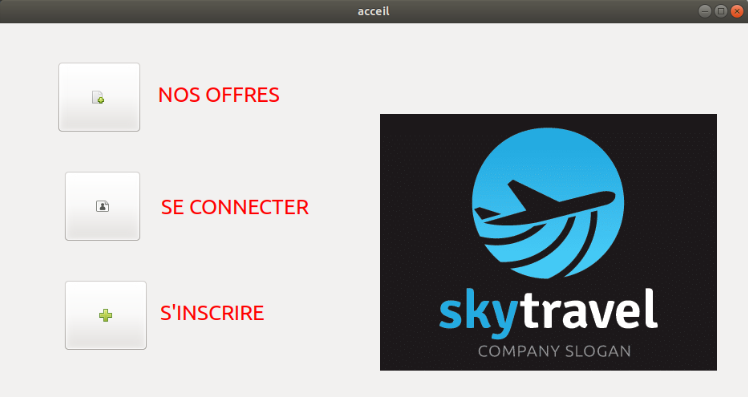 acceil
NOS OFFRES
SE CONNECTER
S'INSCRIRE
skytravel
COMPANY SLOGAN